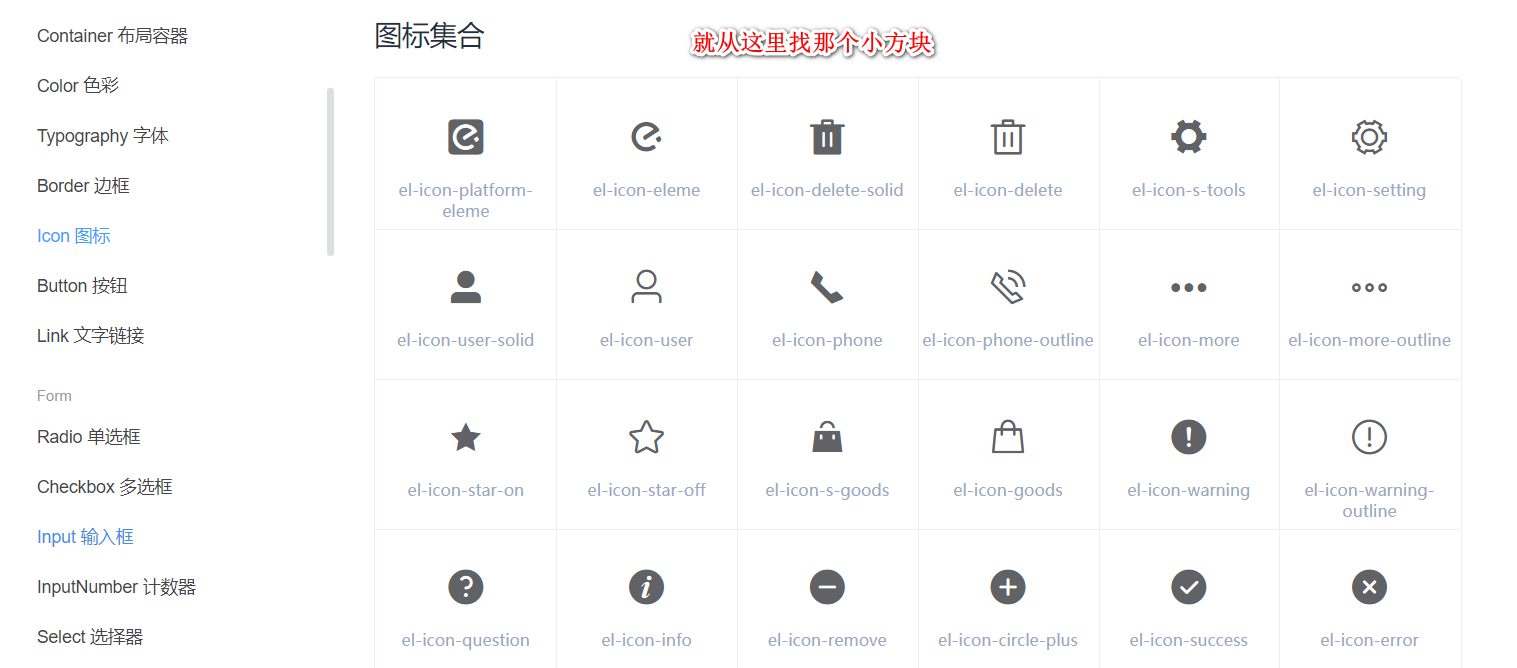 Container 布局容器
Color 色彩
Typography 字体
Border 边框
Icon 图标
Button 按钮
Link 文字链接
Form
Radio 单选框
Checkbox 多选框
Input 输入框
InputNumber 计数器
Select 选择器
图标集合
就从这里找那个小方块
el-icon-platform-
eleme
el-icon-eleme
el-icon-delete-solid
el-icon-delete
el-icon-s-tools
el-icon-setting
el-icon-user-solid
el-icon-user
el-icon-phone
el-icon-phone-outline
el-icon-more
el-icon-more-outline
el-icon-star-on
el-icon-star-off
el-icon-s-goods
el-icon-goods
el-icon-warning
el-icon-warning-
outline
el-icon-question
el-icon-info
el-icon-remove
el-icon-circle-plus
el-icon-success
el-icon-error